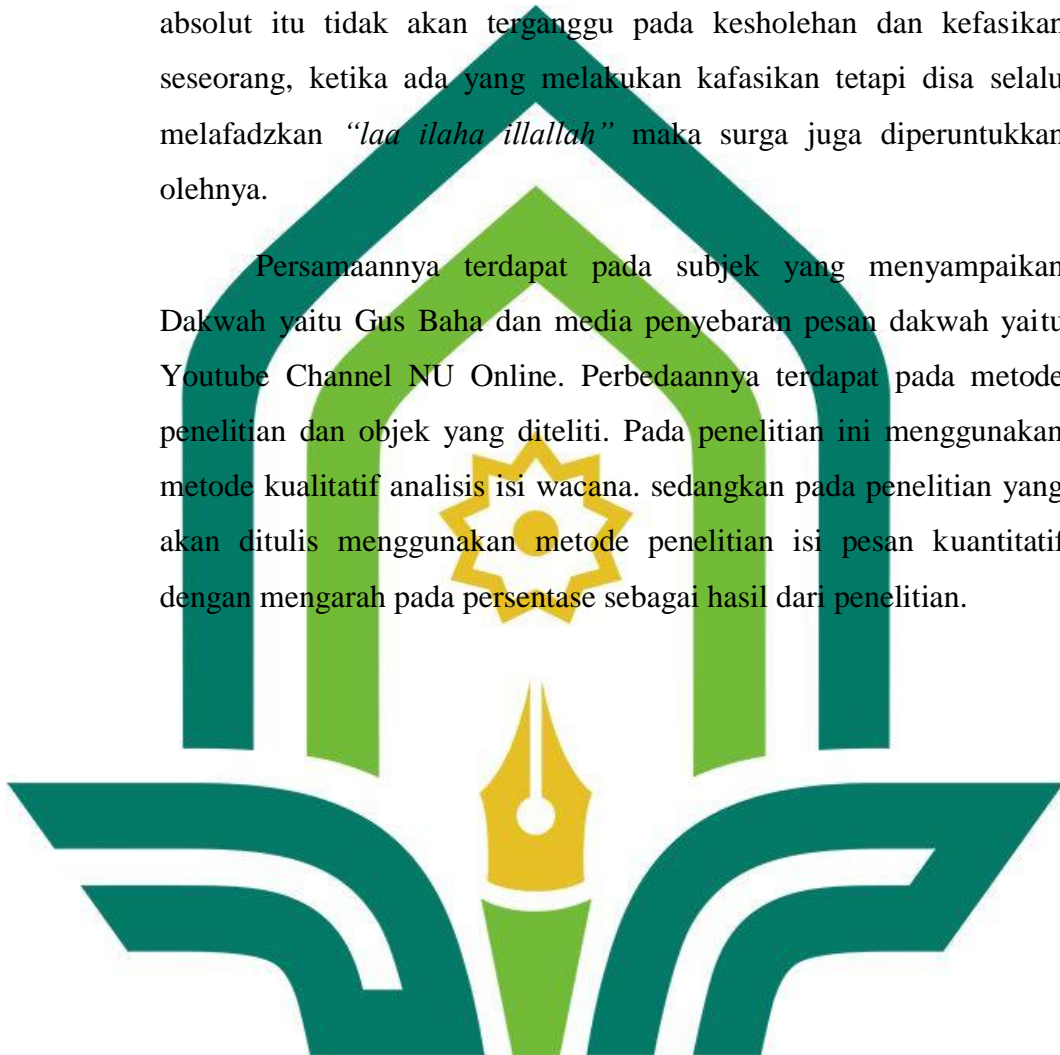 absolut itu tidak akan terganggu pada kesholehan dan kefasikan
seseorang, ketika ada yang melakukan kafasikan tetapi disa selalu
melafadzkan “laa ilaha illallah” maka surga juga diperuntukkan
olehnya.
Persamaannya terdapat pada subjek yang menyampaikan
Dakwah yaitu Gus Baha dan media penyebaran pesan dakwah yaitu
Youtube Channel NU Online. Perbedaannya terdapat pada metode
penelitian dan objek yang diteliti. Pada penelitian ini menggunakan
metode kualitatif analisis isi wacana. sedangkan pada penelitian yang
akan ditulis menggunakan metode penelitian isi pesan kuantitatif
dengan mengarah pada persentase sebagai hasil dari penelitian.